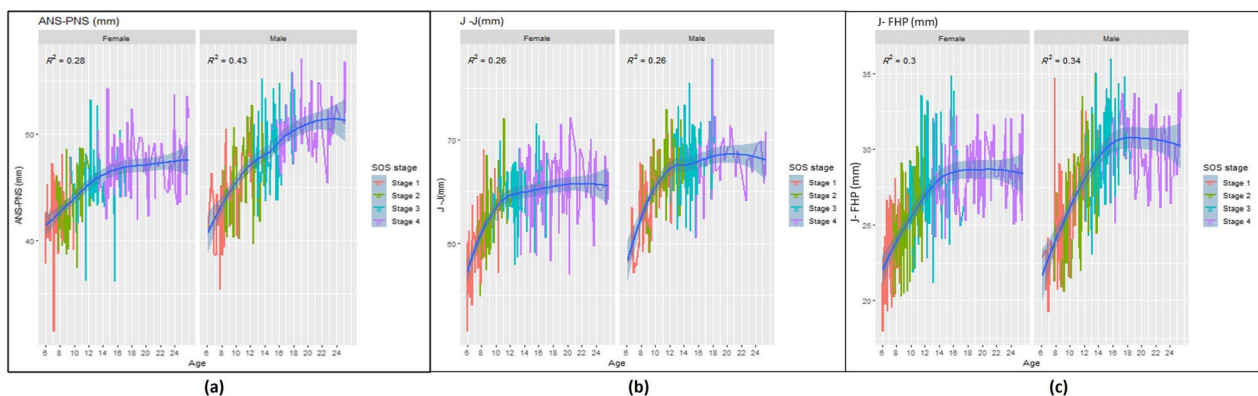 ANS-PNS (mm)
Female
Male
R² = 0.28
R² = 0.43
ANS-PNS (mm)
50
40
6 8 10 12 14 16 18 20 22 24
6 8 10 12 14 16 18 20 22 24
Age
SOS stage
Stage 1
Stage 2
Stage 3
Stage 4
(a)
J -J(mm)
Female
Male
R² = 0.26
R² = 0.26
J -J(mm)
70
60
6 8 10 12 14 16 18 20 22 24
6 8 10 12 14 16 18 20 22 24
Age
SOS stage
Stage 1
Stage 2
Stage 3
Stage 4
(b)
J- FHP (mm)
Female
Male
R² = 0.3
R² = 0.34
J- FHP (mm)
35
30
25
20
6 8 10 12 14 16 18 20 22 24
6 8 10 12 14 16 18 20 22 24
Age
SOS stage
Stage 1
Stage 2
Stage 3
Stage 4
(c)